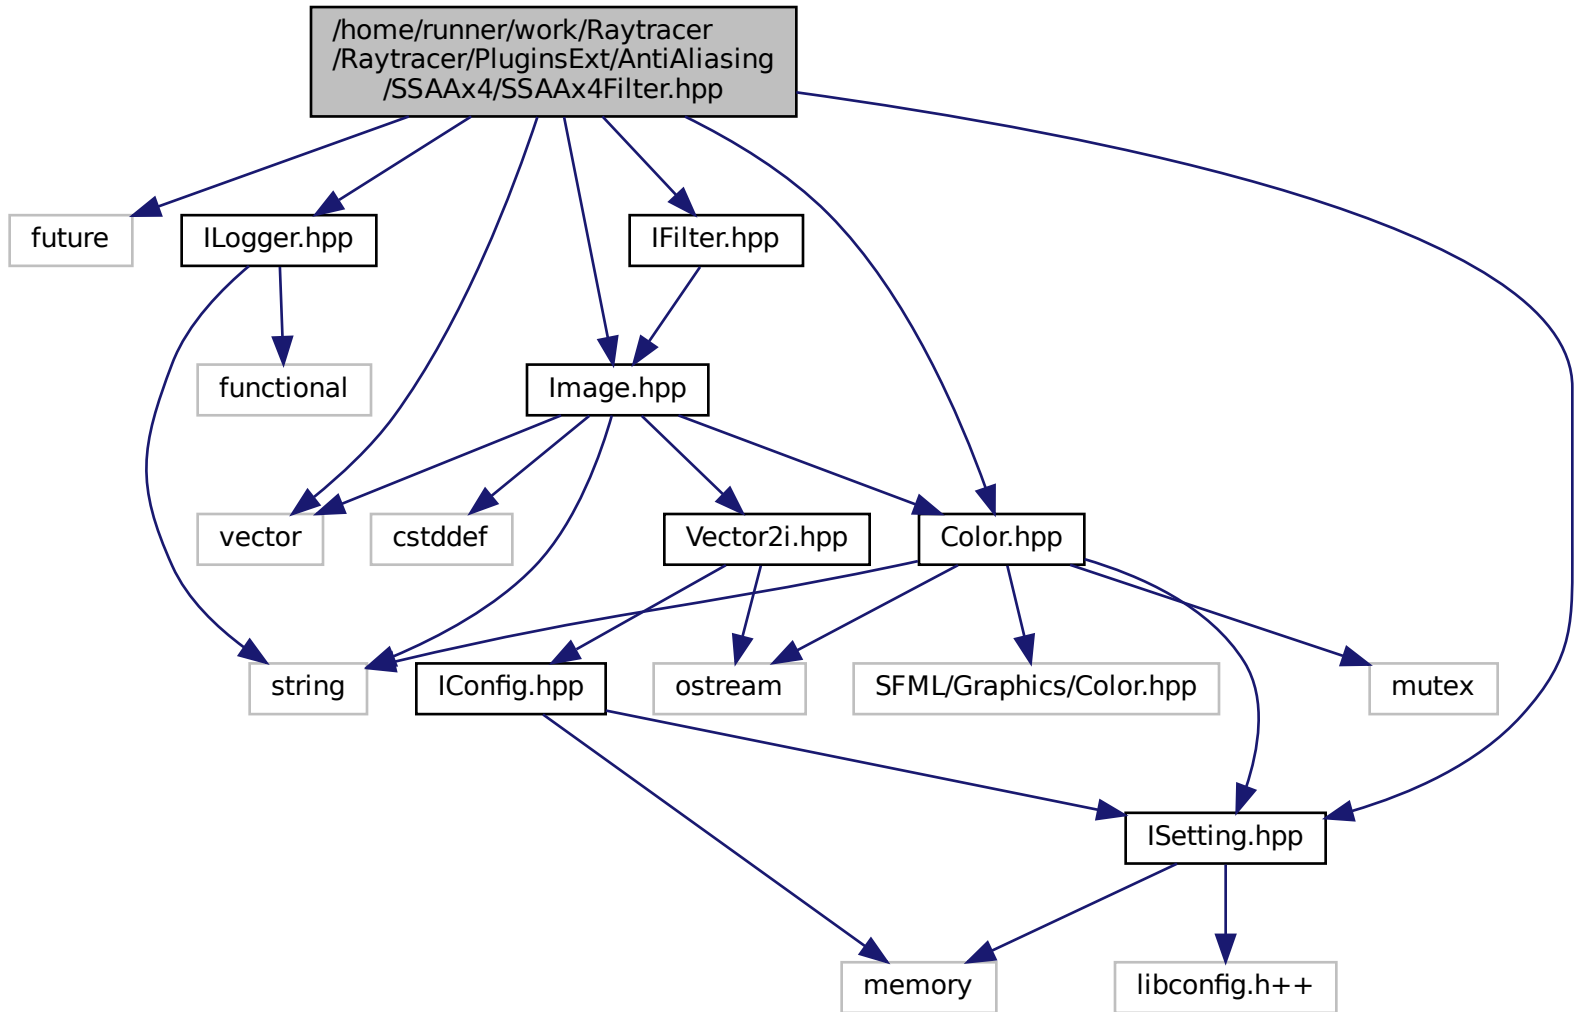 /home/runner/work/Raytracer
/Raytracer/PluginsExt/AntiAliasing
/SSAAx4/SSAAx4Filter.hpp
future
ILogger.hpp
IFilter.hpp
functional
Image.hpp
vector
cstddef
Vector2i.hpp
Color.hpp
string
IConfig.hpp
ostream
SFML/Graphics/Color.hpp
mutex
ISetting.hpp
memory
libconfig.h++